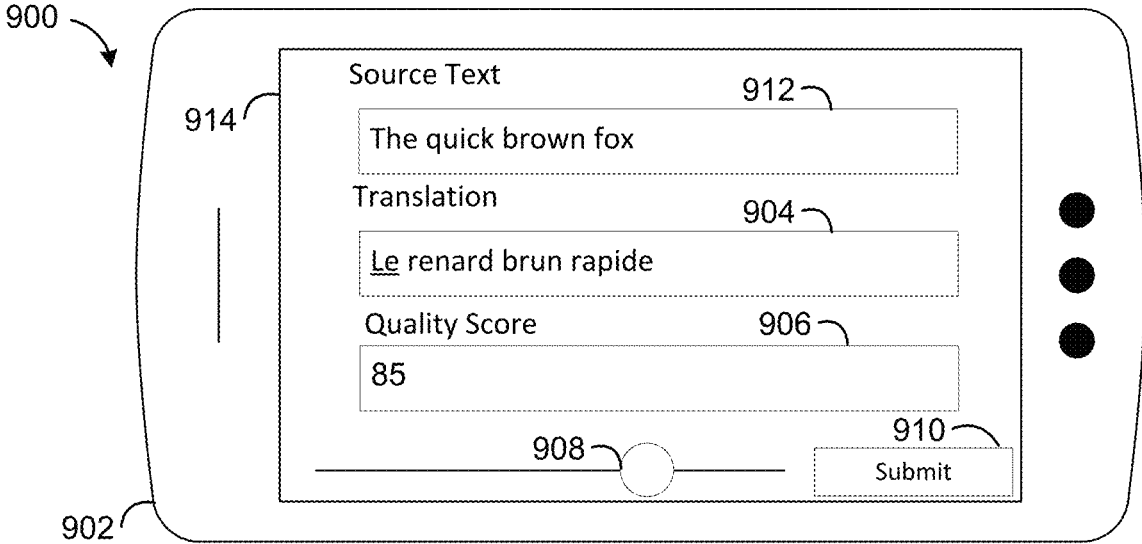 900
Source Text
912
914
The quick brown fox
Translation
904
Le renard brun rapide
Quality Score
906
85
910
908
Submit
902